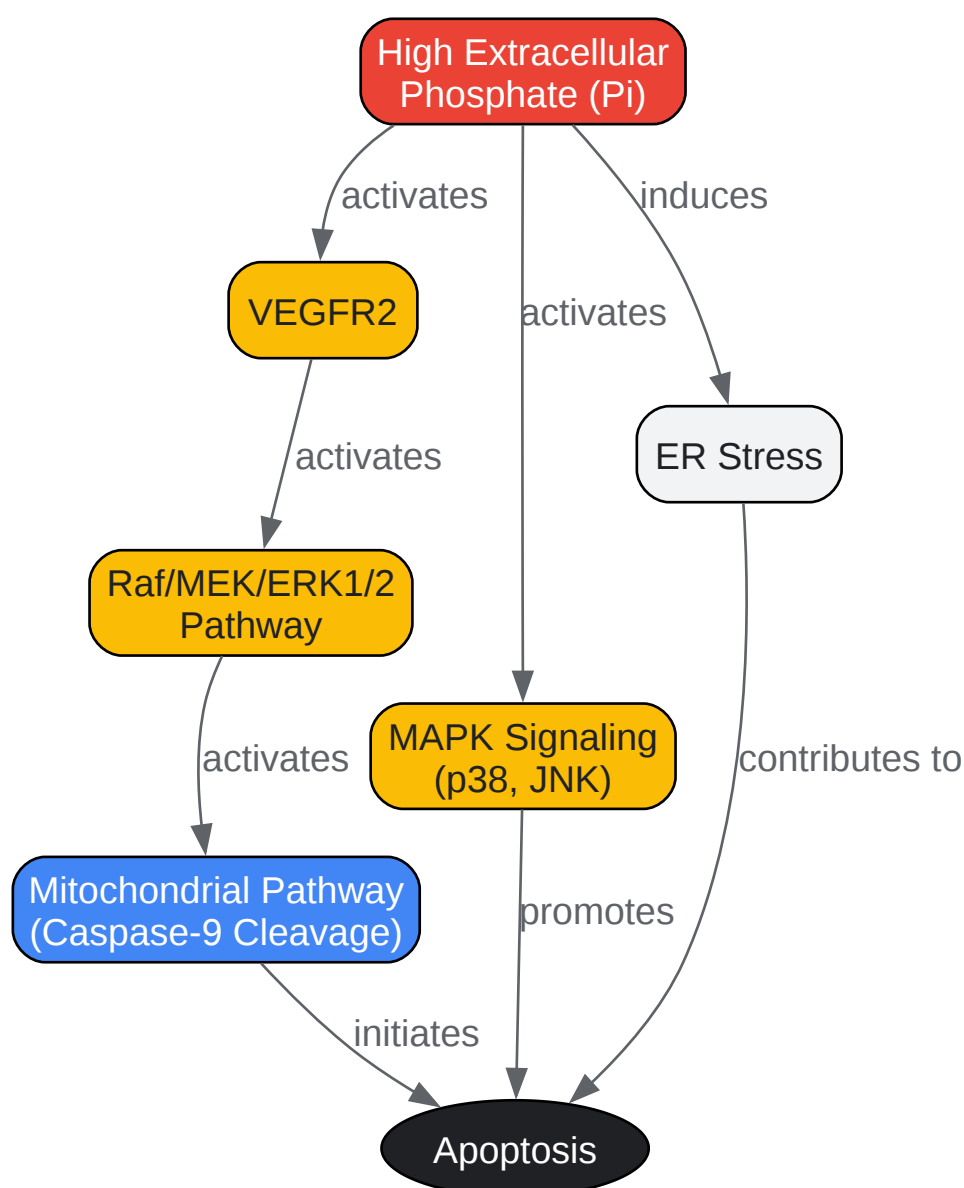 High Extracellular
Phosphate (Pi)
activates
induces
VEGFR2
activates
activates
ER Stress
Raf/MEK/ERK1/2
Pathway
MAPK Signaling
(p38, JNK)
activates
contributes to
Mitochondrial Pathway
(Caspase-9 Cleavage)
promotes
initiates
Apoptosis